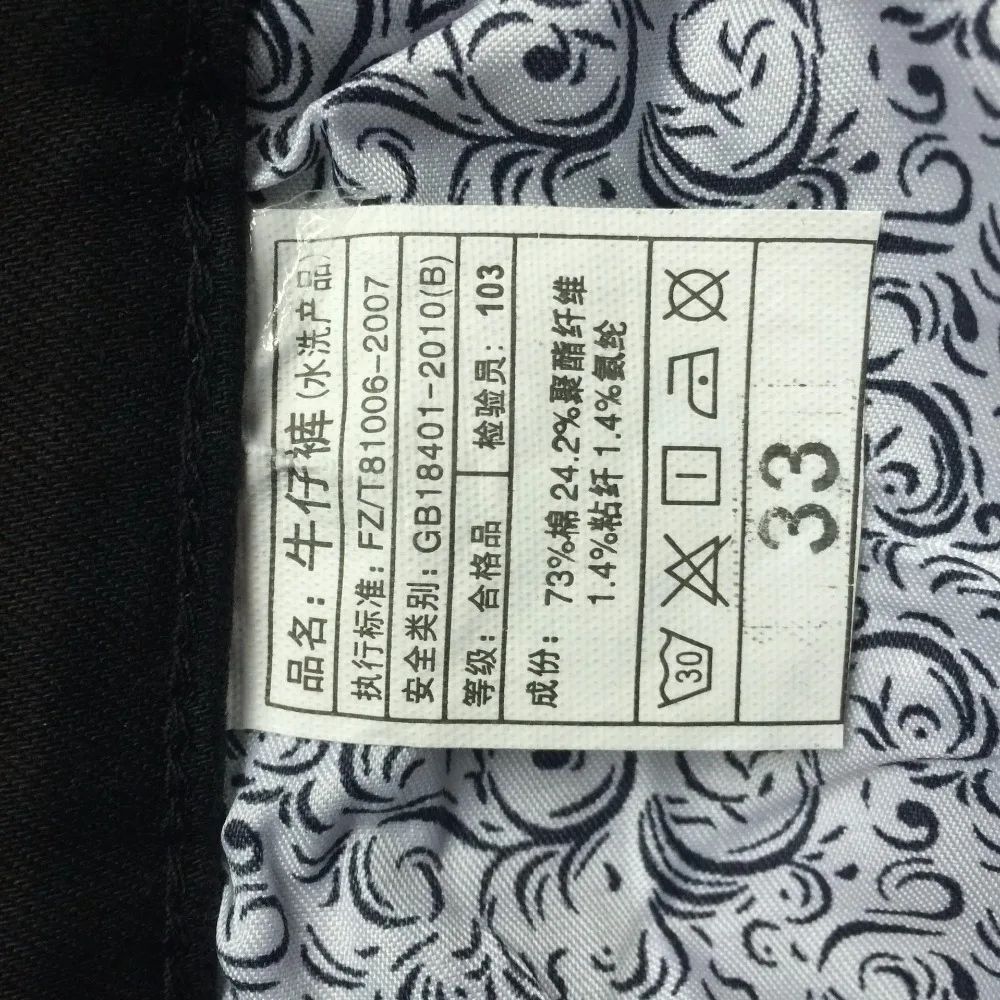 品名：牛仔裤(水洗产品)
执行标准：FZ/T81006-2007
安全类别：GB18401-2010(B)
等级：合格品 检验员：103
成份：73%棉 24.2%聚酯纤维
1.4%粘纤 1.4%氨纶
30
33